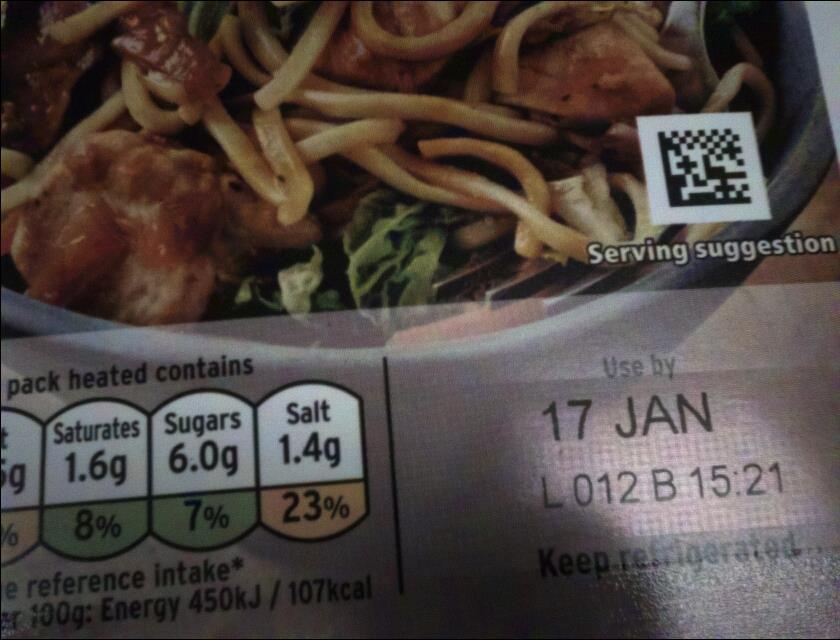 Serving suggestion
pack heated contains
Saturates
1.6g
8%
Sugars
6.0g
7%
Salt
1.4g
23%
reference intake*
100g: Energy 450kJ / 107kcal
Use by
17 JAN
L 012 B 15:21
Keep refrigerated